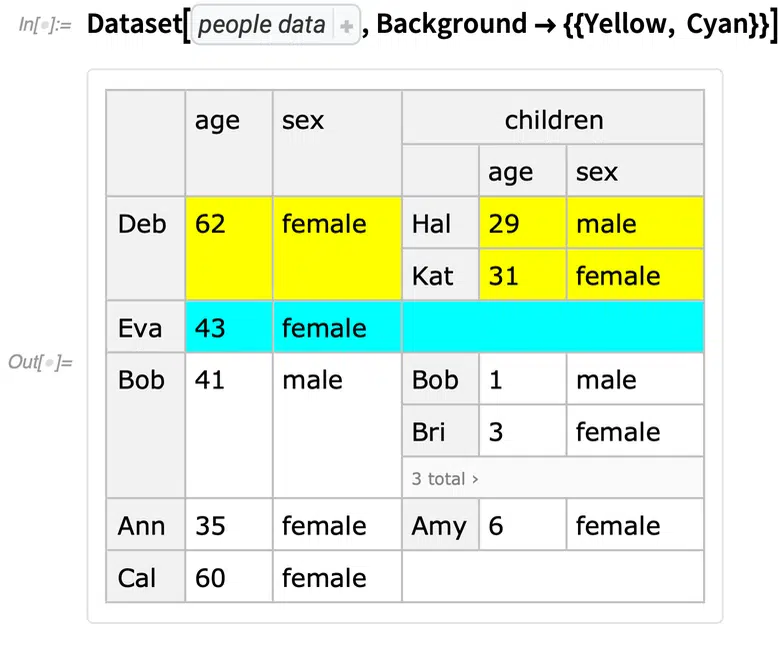 In[●]:= Dataset[ people data + , Background → {{Yellow, Cyan}}]
age sex children
age sex
Deb 62 female Hal 29 male
Kat 31 female
Eva 43 female
Out[●]=
Bob 41 male Bob 1 male
Bri 3 female
3 total ›
Ann 35 female Amy 6 female
Cal 60 female